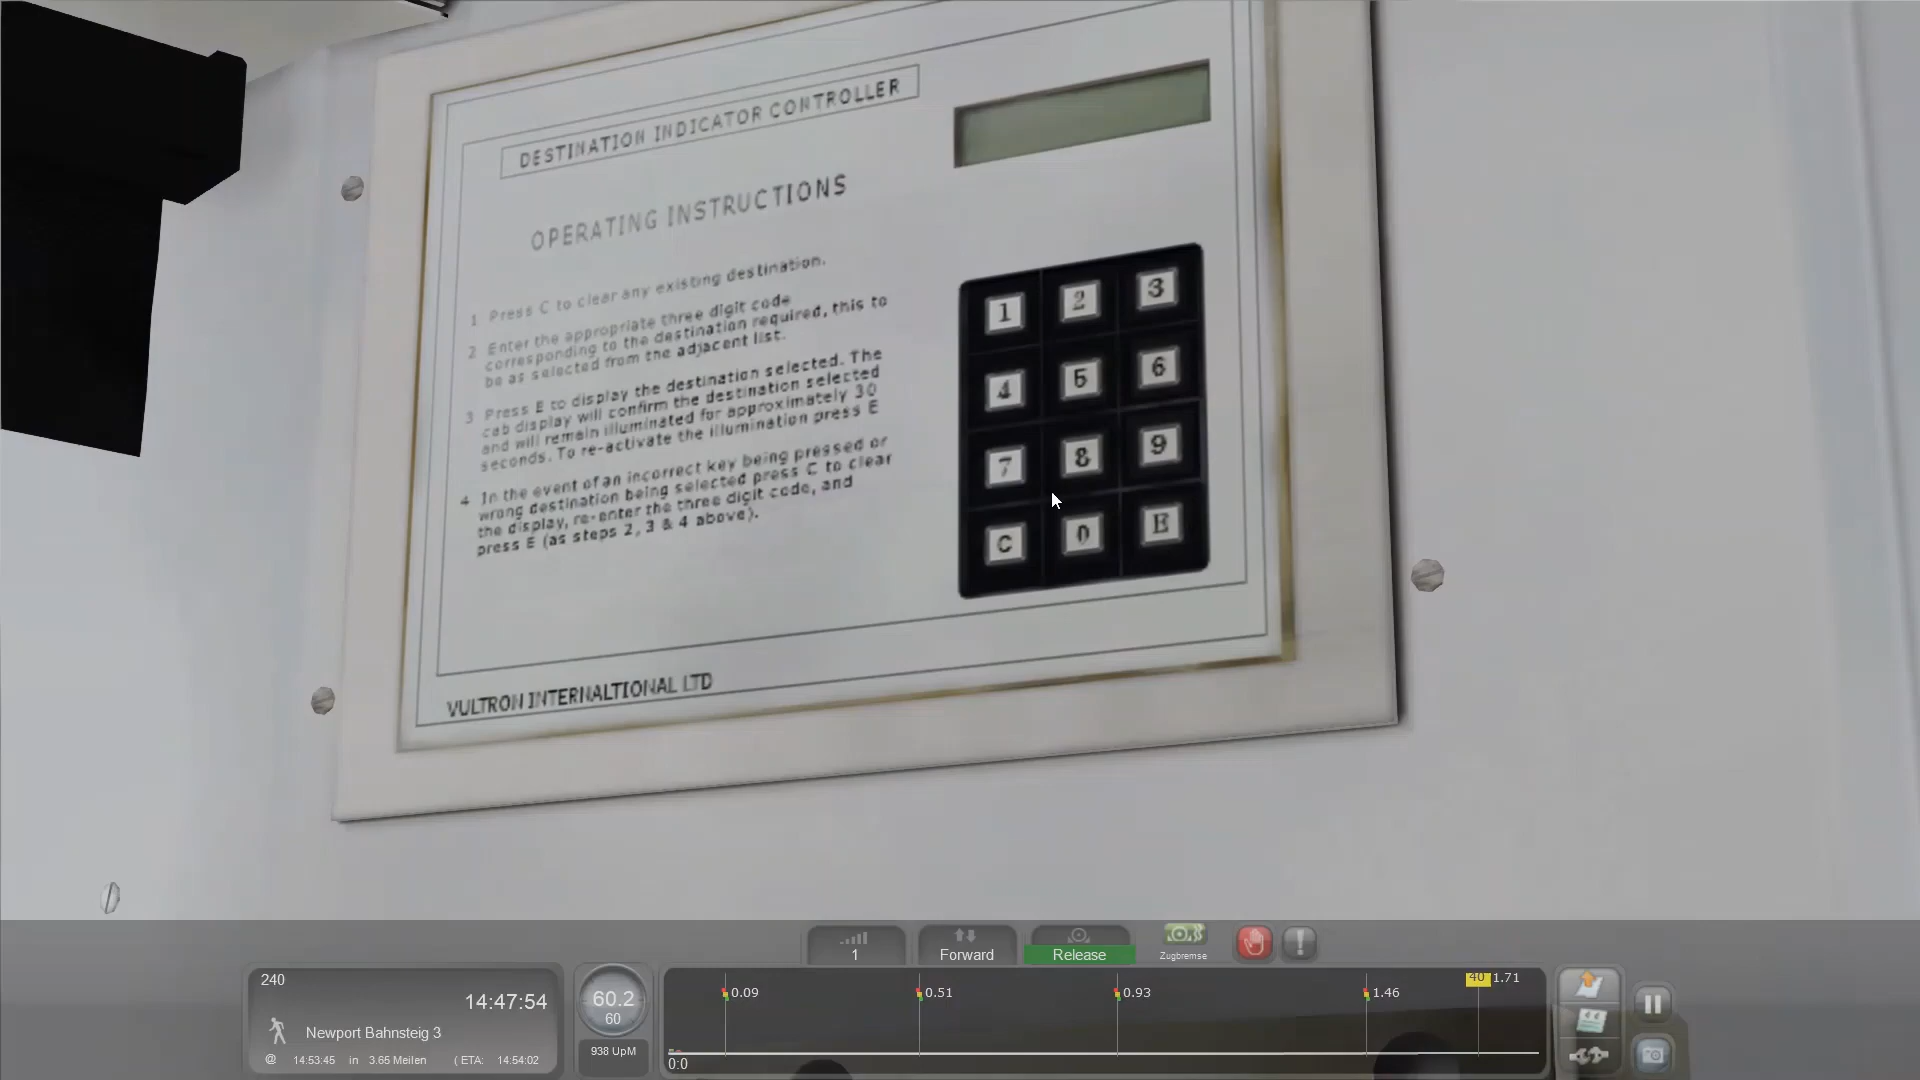 DESTINATION INDICATOR CONTROLLER
OPERATING INSTRUCTIONS
1 Press C to clear any existing destination.
2 Enter the appropriate three digit code
corresponding to the destination required, this to
be as selected from the adjacent list.
3 Press E to display the destination selected. The
cab display will confirm the destination selected
and will remain illuminated for approximately 30
seconds. To re-activate the illumination press E
4 In the event of an incorrect key being pressed or
wrong destination being selected press C to clear
the display, re-enter the three digit code, and
press E (as steps 2, 3 & 4 above).
VULTRON INTERNALTIONAL LTD
1 2 3
4 5 6
7 8 9
C 0 E
1
Forward
Release
Zugbremse
240
14:47:54
Newport Bahnsteig 3
@ 14:53:45 in 3.65 Meilen ( ETA: 14:54:02
60.2
60
938 UpM
0.09
0.51
0.93
1.46
40 1.71
0:0